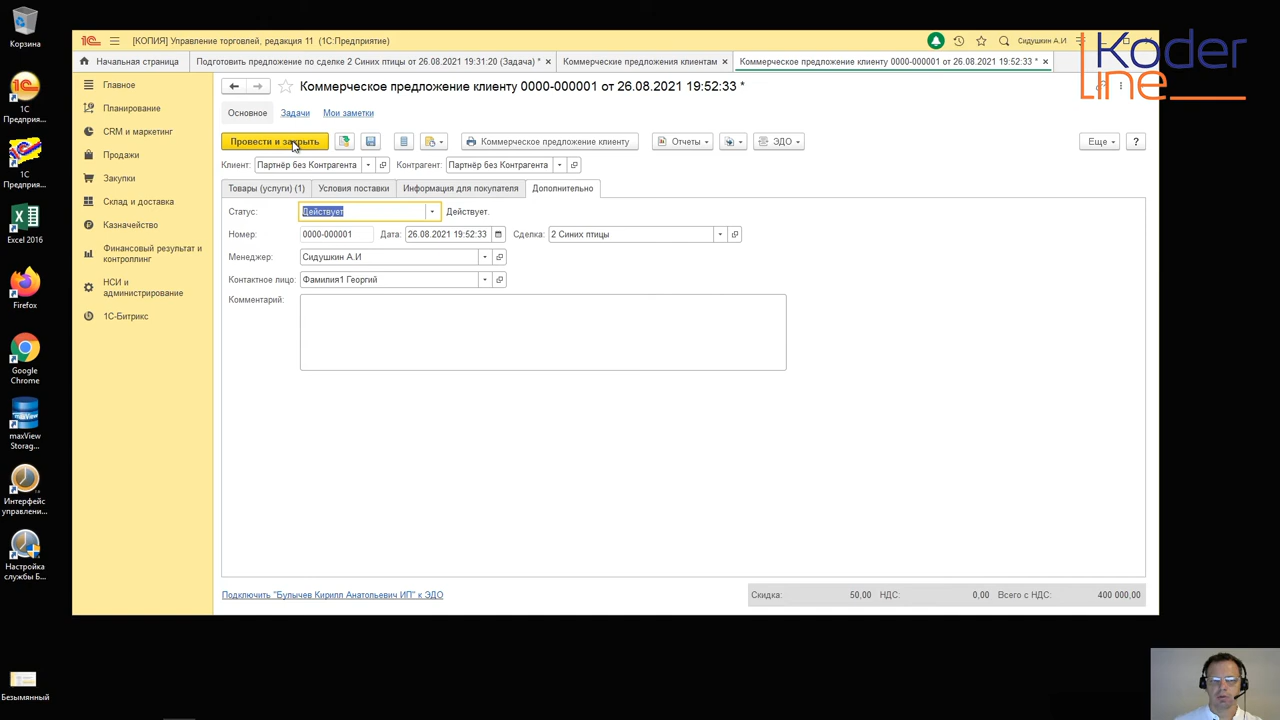 Корзина
1С
Предприя...
1С
Предприя...
Excel 2016
Firefox
Google
Chrome
maxView
Storag...
Интерфейс
управлени...
Настройка
службы Б...
Безымянный
[КОПИЯ] Управление торговлей, редакция 11 (1С:Предприятие)
Сидушкин А.И
Koder
Line
Начальная страница
Подготовить предложение по сделке 2 Синих птицы от 26.08.2021 19:31:20 (Задача) *
Коммерческие предложения клиентам
Коммерческое предложение клиенту 0000-000001 от 26.08.2021 19:52:33 *
Главное
Планирование
CRM и маркетинг
Продажи
Закупки
Склад и доставка
Казначейство
Финансовый результат и
контроллинг
НСИ и
администрирование
1С-Битрикс
Коммерческое предложение клиенту 0000-000001 от 26.08.2021 19:52:33 *
Основное Задачи Мои заметки
Провести и закрыть Коммерческое предложение клиенту Отчеты ЭДО Еще ?
Клиент: Партнёр без Контрагента Контрагент: Партнёр без Контрагента
Товары (услуги) (1) Условия поставки Информация для покупателя Дополнительно
Статус: Действует Действует.
Номер: 0000-000001 Дата: 26.08.2021 19:52:33 Сделка: 2 Синих птицы
Менеджер: Сидушкин А.И
Контактное лицо: Фамилия1 Георгий
Комментарий:
Подключить "Булычев Кирилл Анатольевич ИП" к ЭДО
Скидка: 50,00 НДС: 0,00 Всего с НДС: 400 000,00